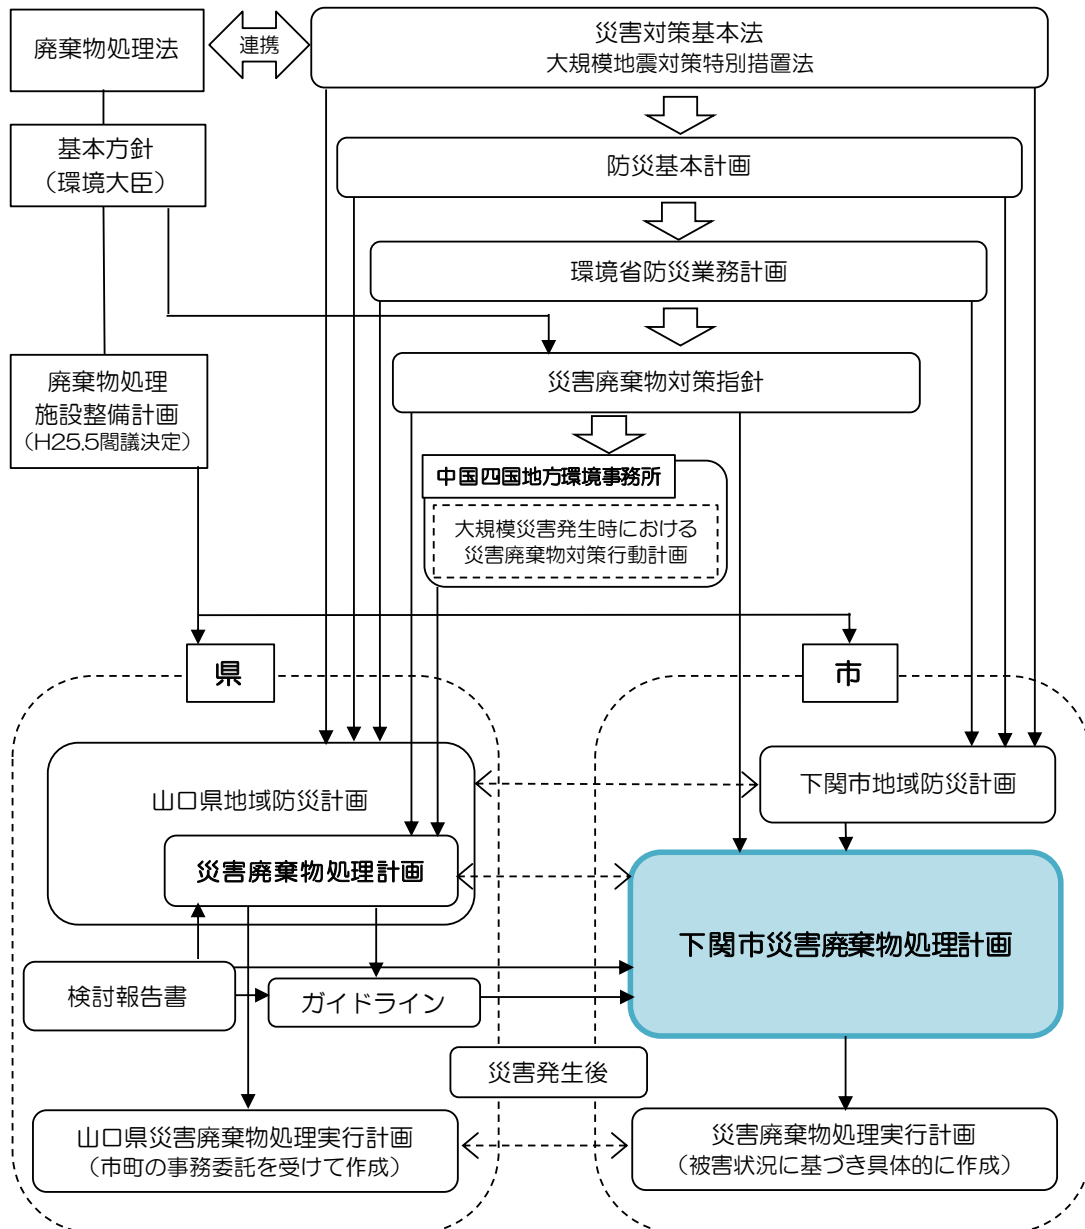 廃棄物処理法
連携
災害対策基本法
大規模地震対策特別措置法
基本方針
（環境大臣）
防災基本計画
環境省防災業務計画
廃棄物処理
施設整備計画
（H25.5閣議決定）
災害廃棄物対策指針
中国四国地方環境事務所
大規模災害発生時における
災害廃棄物対策行動計画
県
市
山口県地域防災計画
下関市地域防災計画
災害廃棄物処理計画
下関市災害廃棄物処理計画
検討報告書
ガイドライン
災害発生後
山口県災害廃棄物処理実行計画
（市町の事務委託を受けて作成）
災害廃棄物処理実行計画
（被害状況に基づき具体的に作成）